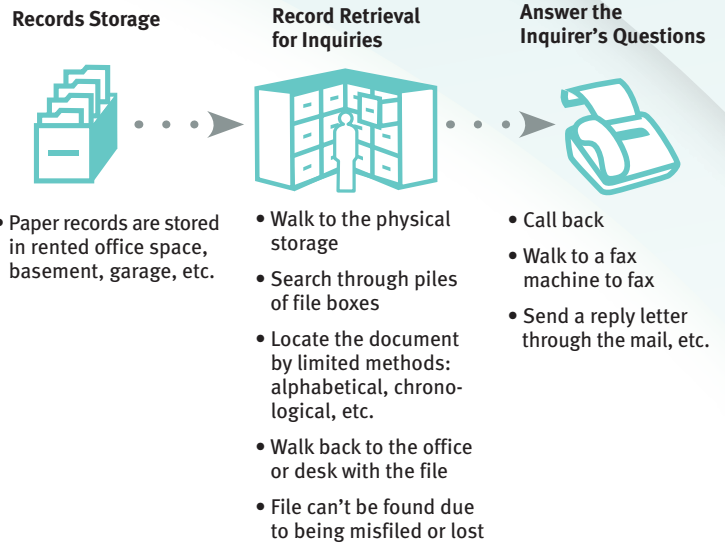 Records Storage
• Paper records are stored
in rented office space,
basement, garage, etc.
Record Retrieval
for Inquiries
• Walk to the physical
storage
• Search through piles
of file boxes
• Locate the document
by limited methods:
alphabetical, chrono-
logical, etc.
• Walk back to the office
or desk with the file
• File can’t be found due
to being misfiled or lost
Answer the
Inquirer’s Questions
• Call back
• Walk to a fax
machine to fax
• Send a reply letter
through the mail, etc.